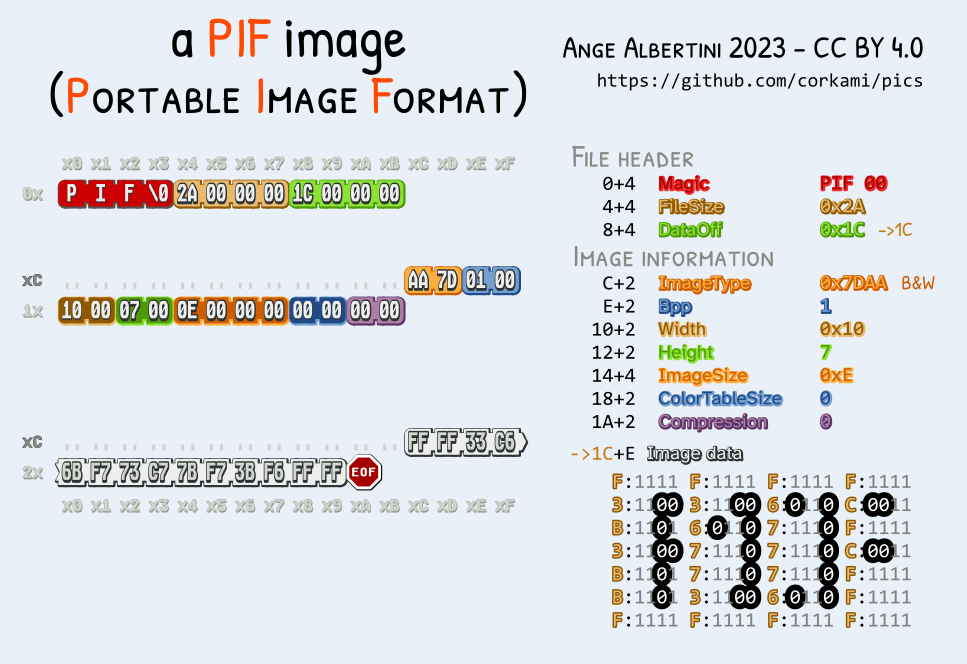 a PIF image
(Portable Image Format)
Ange Albertini 2023 - CC BY 4.0
https://github.com/corkami/pics
x0 x1 x2 x3 x4 x5 x6 x7 x8 x9 xA xB xC xD xE xF
0x P I F \0 2A 00 00 00 1C 00 00 00
xC .. .. .. .. .. .. .. .. .. .. .. .. AA 7D 01 00
1x 10 00 07 00 0E 00 00 00 00 00 00 00
xC .. .. .. .. .. .. .. .. .. .. .. .. FF FF 33 C6
2x 6B F7 73 C7 7B F7 3B F6 FF FF EOF
x0 x1 x2 x3 x4 x5 x6 x7 x8 x9 xA xB xC xD xE xF
File header
0+4 Magic PIF 00
4+4 FileSize 0x2A
8+4 DataOff 0x1C ->1C
Image information
C+2 ImageType 0x7DAA B&W
E+2 Bpp 1
10+2 Width 0x10
12+2 Height 7
14+4 ImageSize 0xE
18+2 ColorTableSize 0
1A+2 Compression 0
->1C+E Image data
F:1111 F:1111 F:1111 F:1111
3:1100 3:1100 6:0110 C:0011
B:1101 6:0110 7:1110 F:1111
3:1100 7:1110 7:1110 C:0011
B:1101 7:1110 7:1110 F:1111
B:1101 3:1100 6:0110 F:1111
F:1111 F:1111 F:1111 F:1111